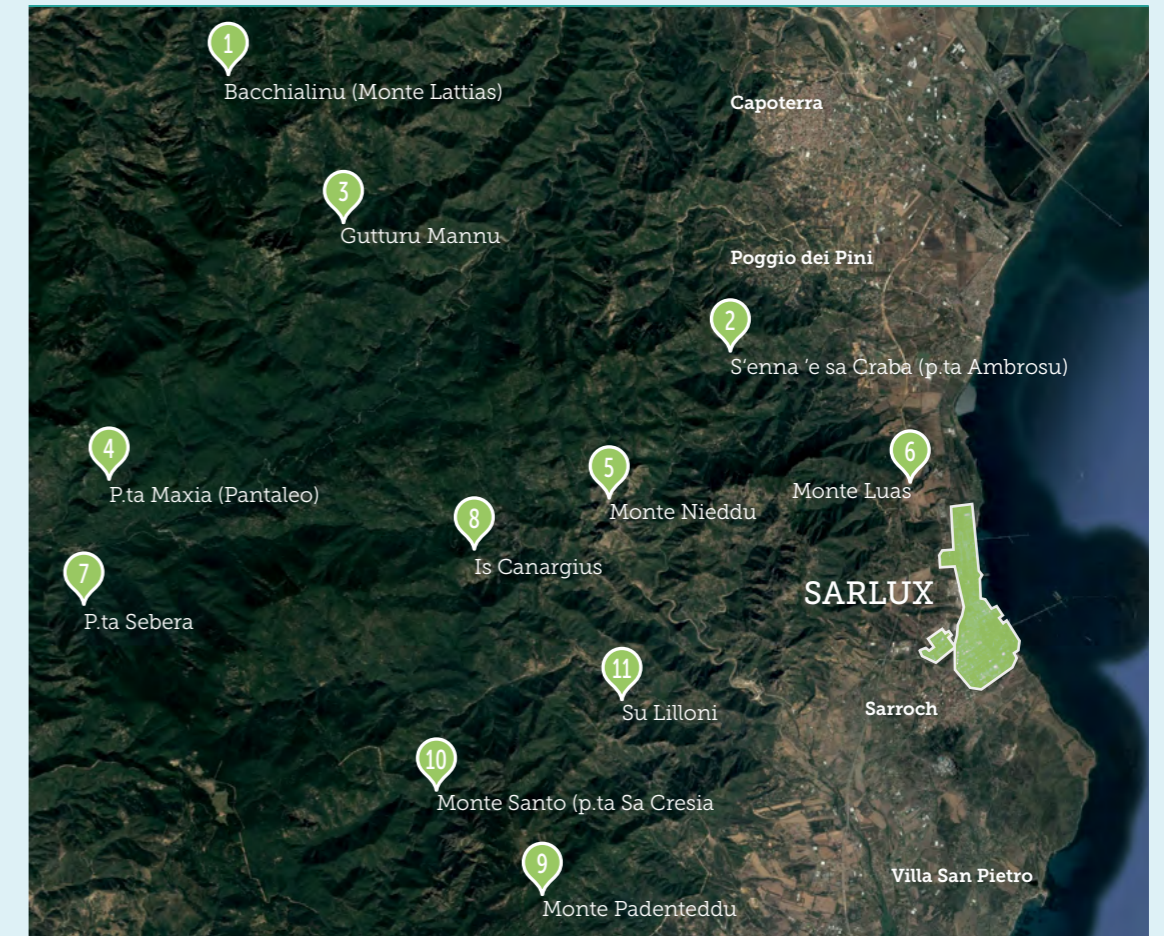 1
Bacchialinu (Monte Lattias)
Capoterra
3
Gutturu Mannu
Poggio dei Pini
2
S'enna 'e sa Craba (p.ta Ambrosu)
4
P.ta Maxia (Pantaleo)
5
Monte Nieddu
6
Monte Luas
8
Is Canargius
7
P.ta Sebera
SARLUX
11
Su Lilloni
Sarroch
10
Monte Santo (p.ta Sa Cresia
9
Monte Padenteddu
Villa San Pietro